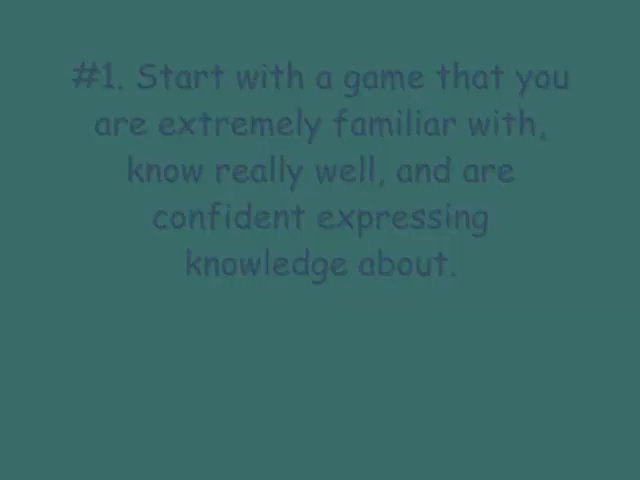 #1. Start with a game that you
are extremely familiar with,
know really well, and are
confident expressing
knowledge about.